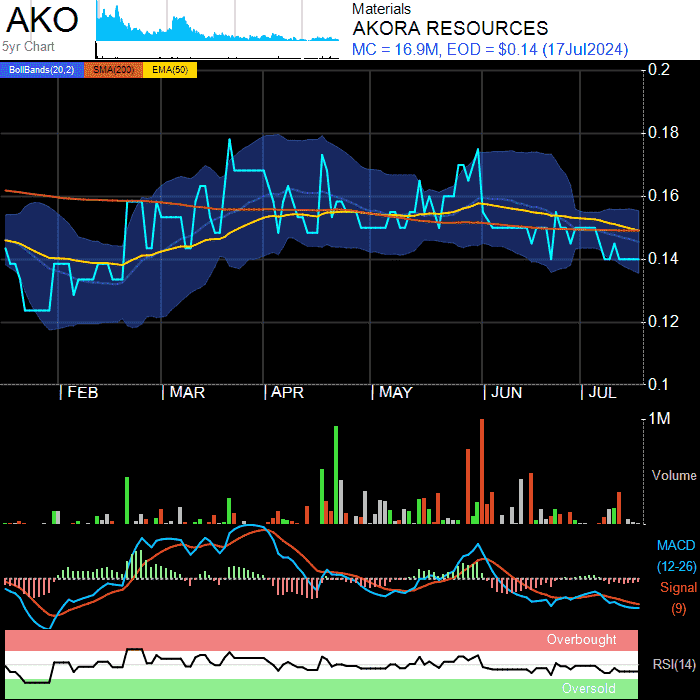 AKO
5yr Chart
Materials
AKORA RESOURCES
MC = 16.9M, EOD = $0.14 (17Jul2024)
BollBands(20,2) SMA(200) EMA(50)
0.2
0.18
0.16
0.14
0.12
0.1
FEB MAR APR MAY JUN JUL
1M
Volume
MACD
(12-26)
Signal
(9)
Overbought
RSI(14)
Oversold